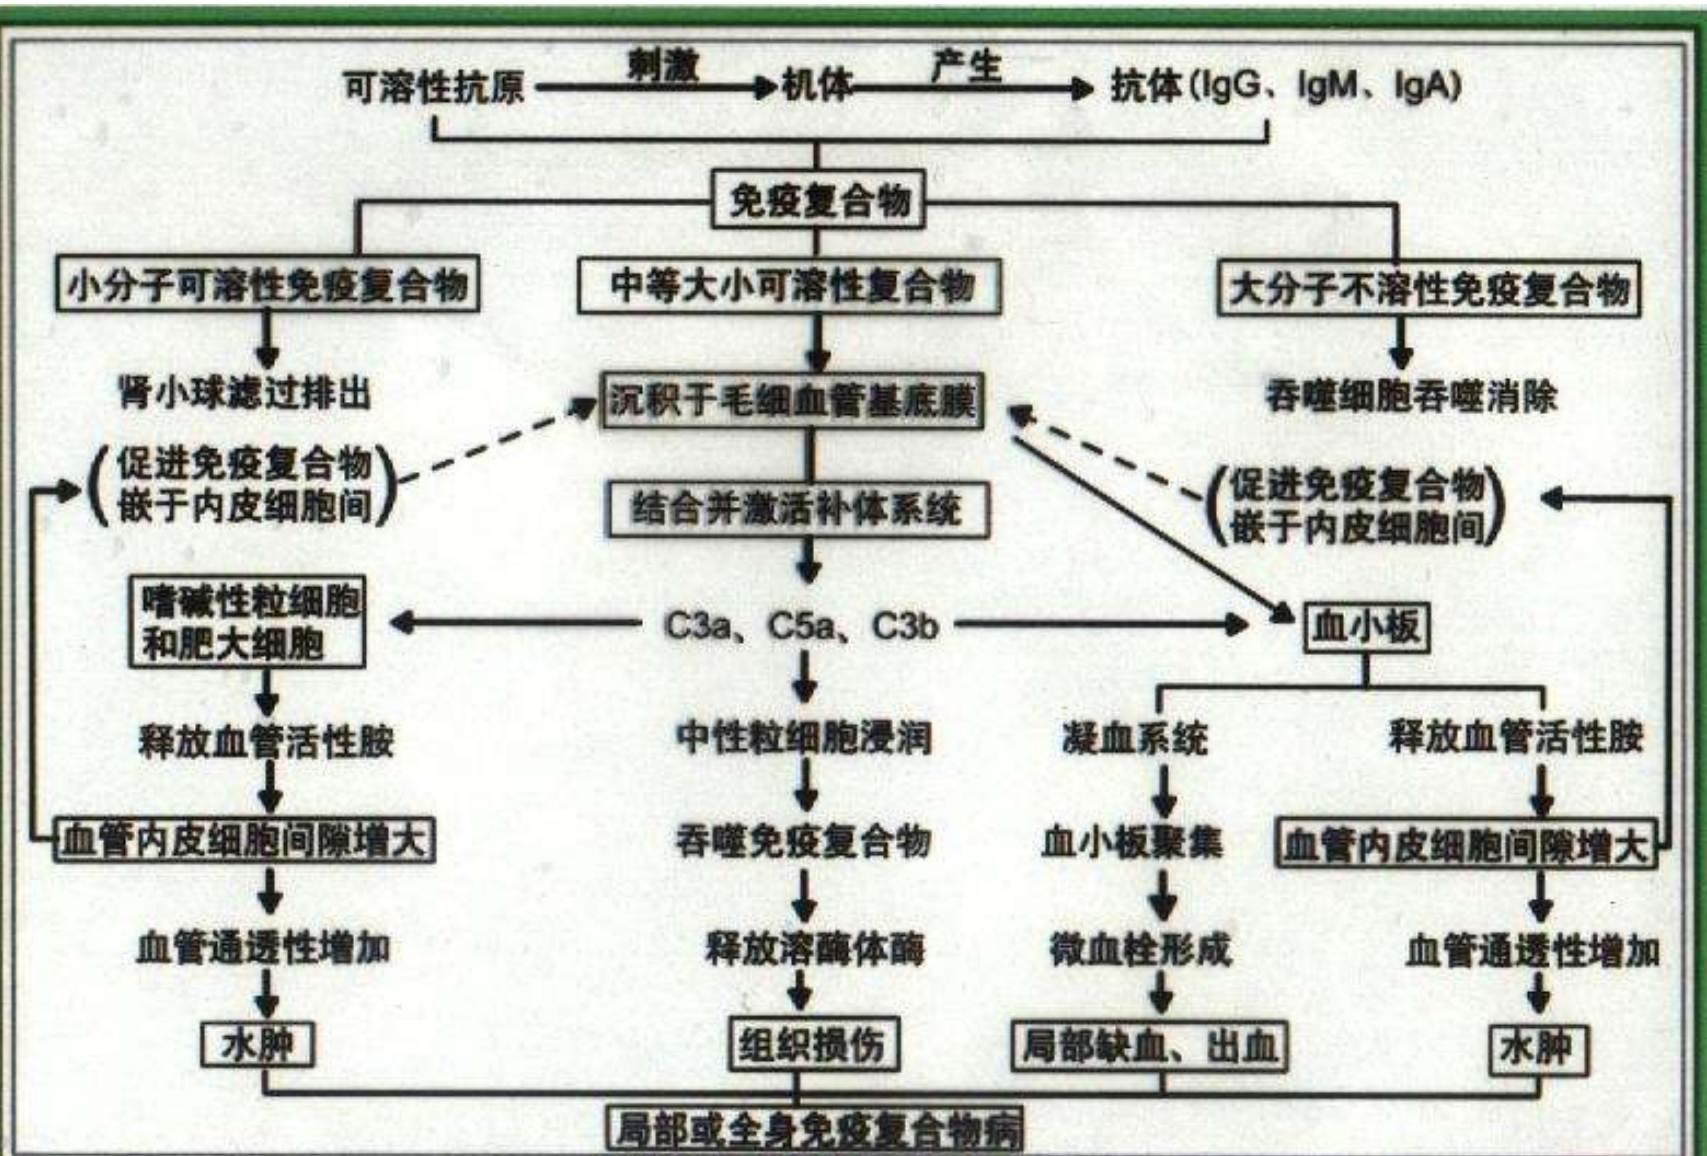 刺激 产生
可溶性抗原 机体 抗体(IgG、IgM、IgA)
免疫复合物
小分子可溶性免疫复合物 中等大小可溶性复合物 大分子不溶性免疫复合物
肾小球滤过排出 沉积于毛细血管基底膜 吞噬细胞吞噬消除
(促进免疫复合物
嵌于内皮细胞间)
结合并激活补体系统
(促进免疫复合物
嵌于内皮细胞间)
嗜碱性粒细胞
和肥大细胞
C3a、C5a、C3b 血小板
释放血管活性胺 中性粒细胞浸润 凝血系统 释放血管活性胺
血管内皮细胞间隙增大 吞噬免疫复合物 血小板聚集 血管内皮细胞间隙增大
血管通透性增加 释放溶酶体酶 微血栓形成 血管通透性增加
水肿 组织损伤 局部缺血、出血 水肿
局部或全身免疫复合物病